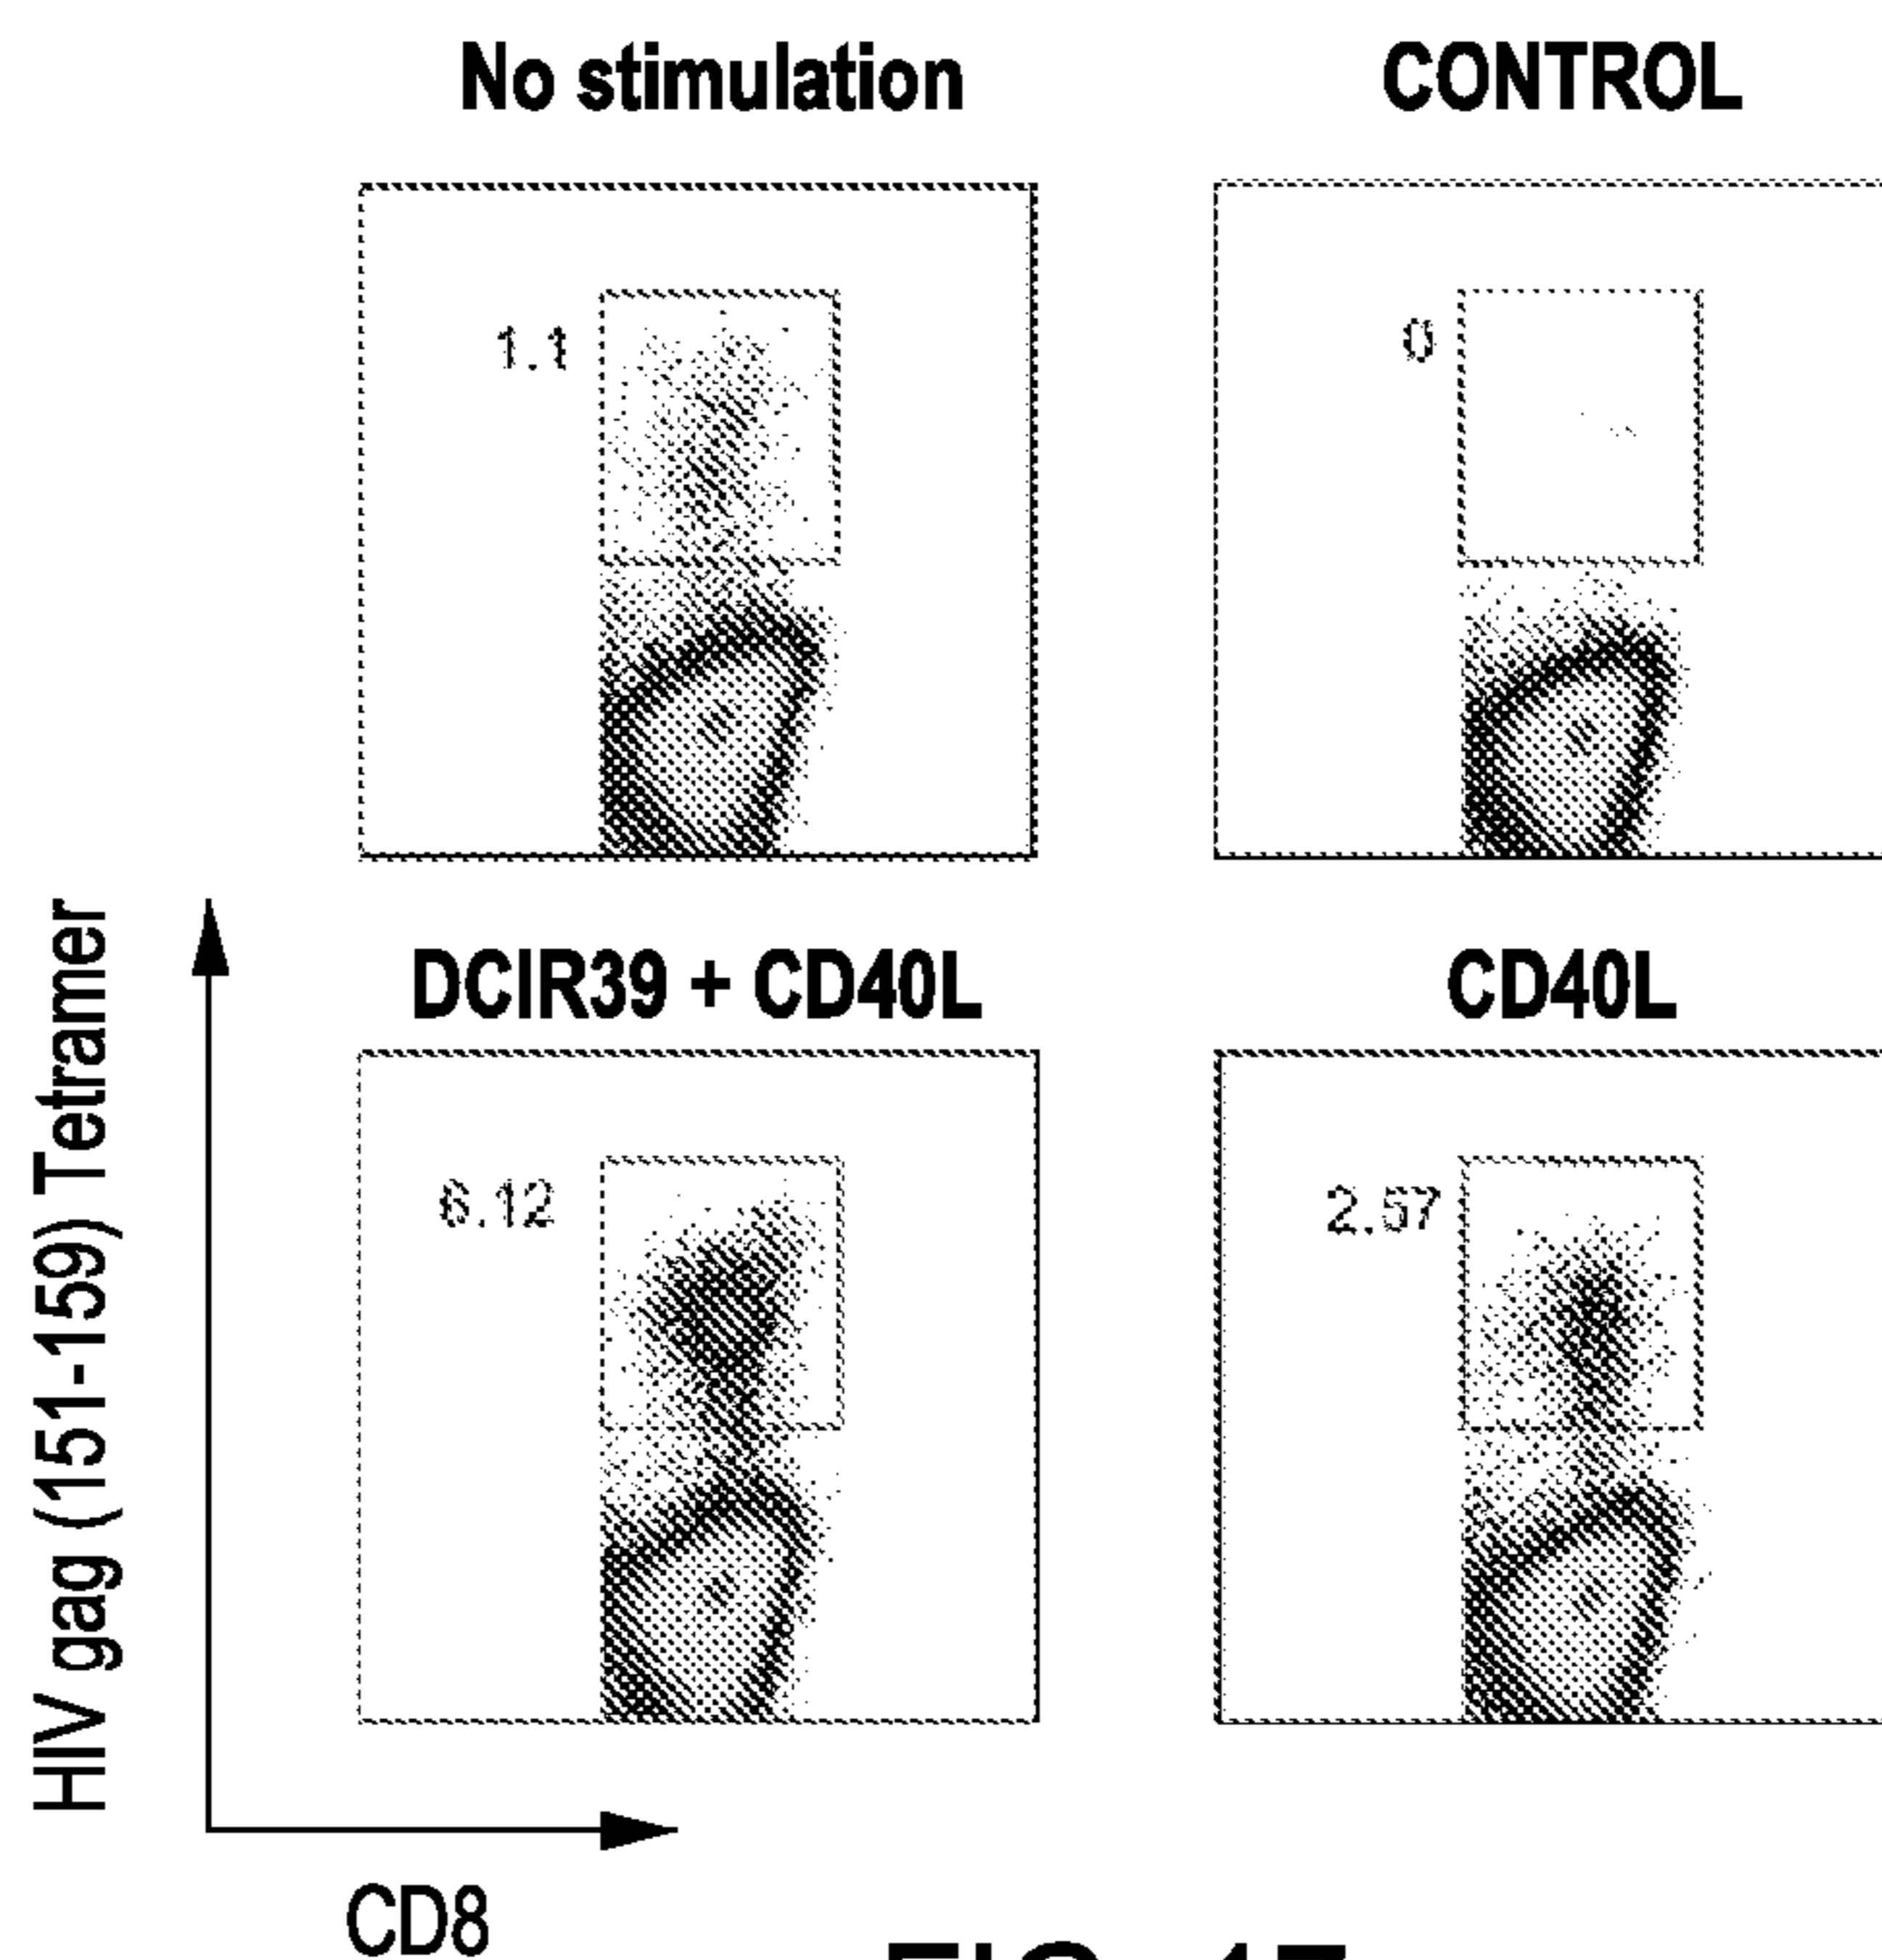 No stimulation
CONTROL
1.1
0
HIV gag (151-159) Tetramer
DCIR39 + CD40L
CD40L
6.12
2.57
CD8